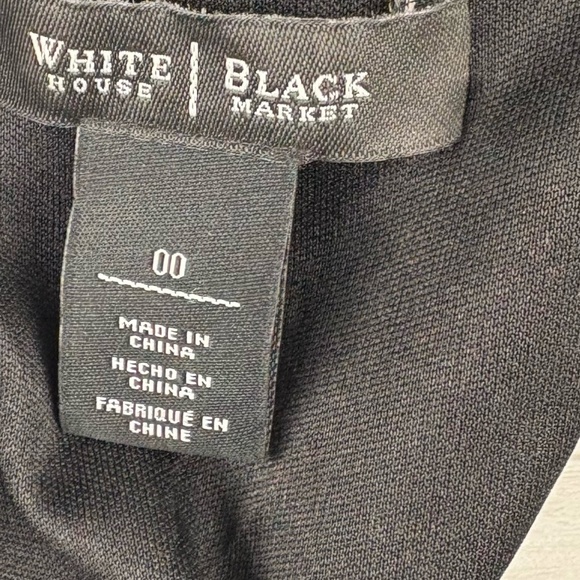 WHITE | BLACK
HOUSE MARKET
00
MADE IN
CHINA
HECHO EN
CHINA
FABRIQUÉ EN
CHINE